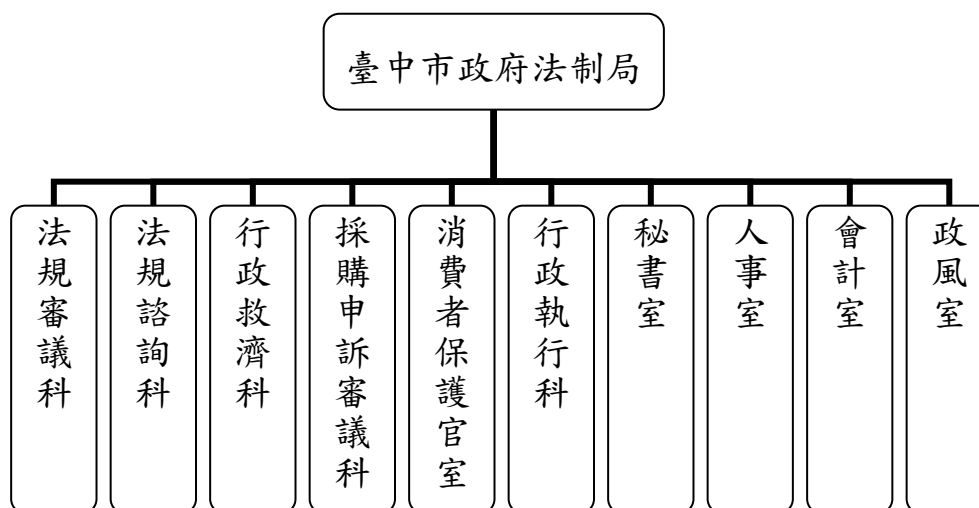 臺中市政府法制局
法規審議科
法規諮詢科
行政救濟科
採購申訴審議科
消費者保護官室
行政執行科
秘書室
人事室
會計室
政風室